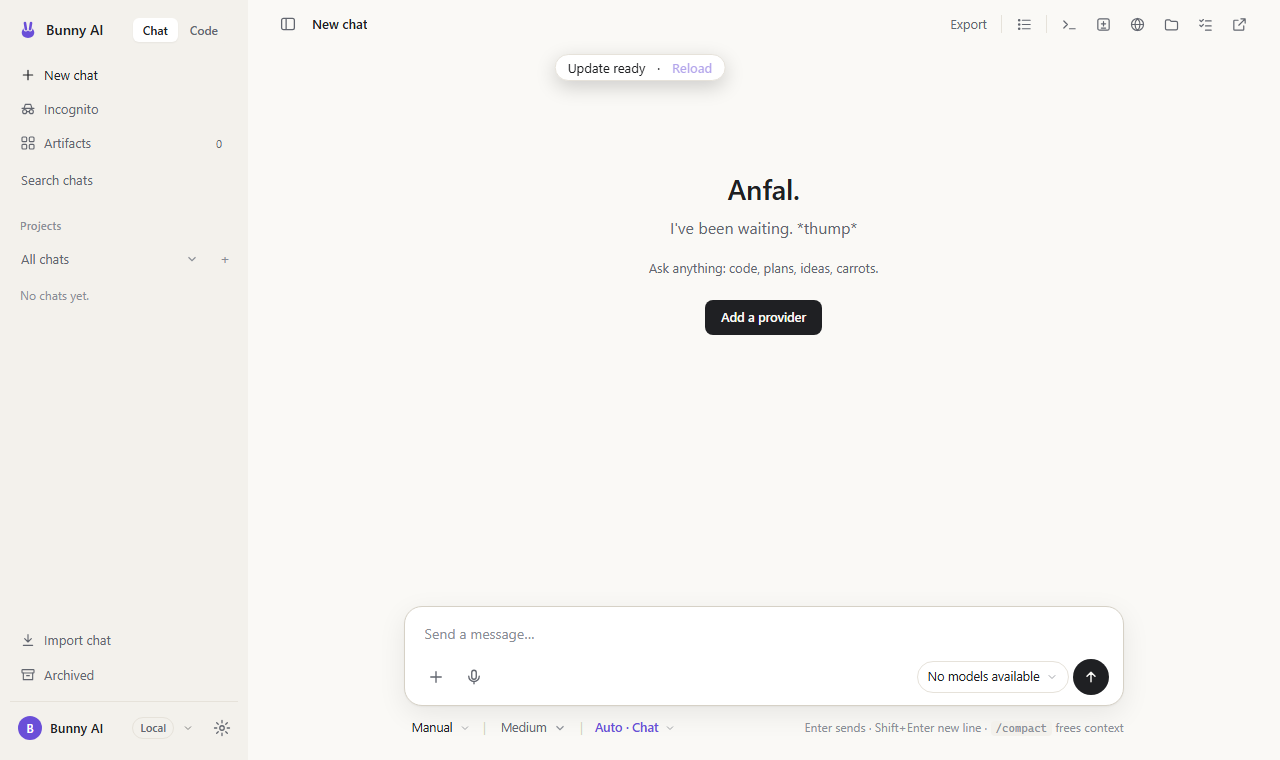 Bunny AI
Chat
Code
New chat
Incognito
Artifacts
0
Search chats
Projects
All chats
+
No chats yet.
Import chat
Archived
B
Bunny AI
Local
New chat
Export
Update ready · Reload
Anfal.
I've been waiting. *thump*
Ask anything: code, plans, ideas, carrots.
Add a provider
Send a message...
No models available
Manual
Medium
Auto · Chat
Enter sends · Shift+Enter new line · /compact frees context